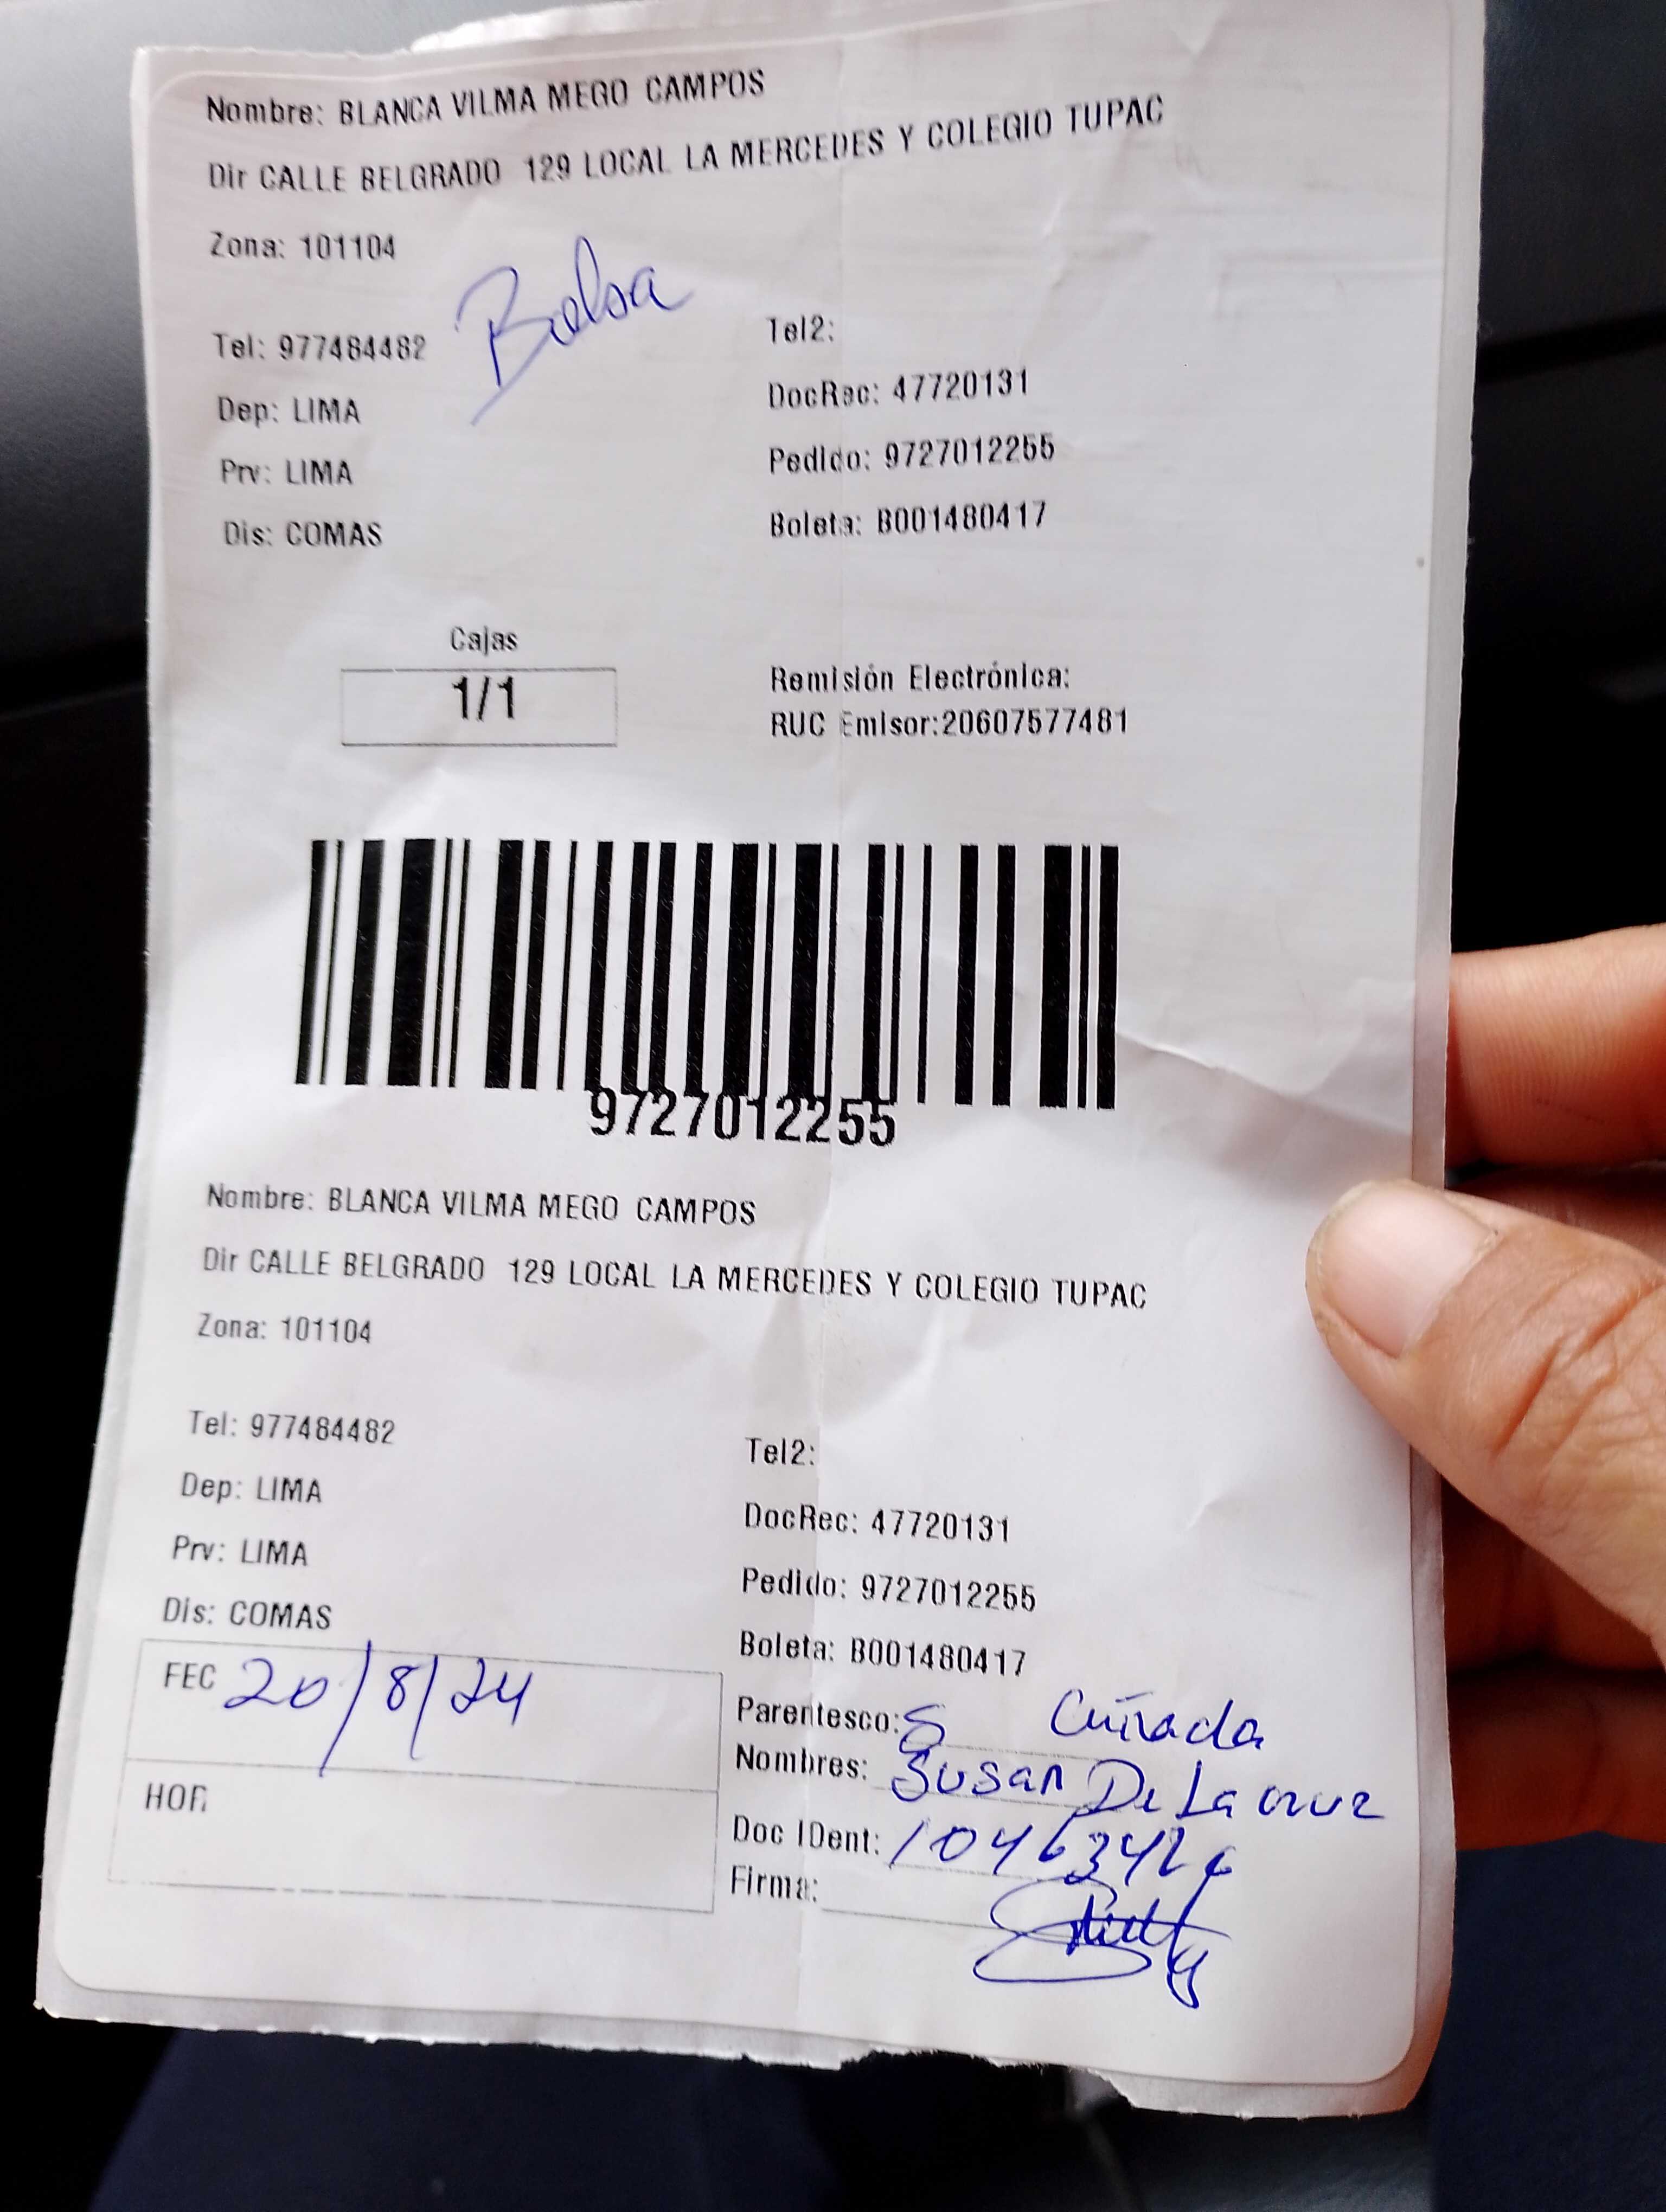 Nombre: BLANCA VILMA MEGO CAMPOS
Dir CALLE BELGRADO 129 LOCAL LA MERCEDES Y COLEGIO TUPAC
Zona: 101104
Bolsa
Tel: 977484482
Tel2:
Dep: LIMA
DocRec: 47720131
Prv: LIMA
Pedido: 9727012255
Dis: COMAS
Boleta: B001480417
Cajas
1/1
Remisión Electrónica:
RUC Emisor:20607577481
9727012255
Nombre: BLANCA VILMA MEGO CAMPOS
Dir CALLE BELGRADO 129 LOCAL LA MERCEDES Y COLEGIO TUPAC
Zona: 101104
Tel: 977484482
Tel2:
Dep: LIMA
DocRec: 47720131
Prv: LIMA
Pedido: 9727012255
Dis: COMAS
Boleta: B001480417
FEC 20/8/24
Parentesco: Cuñada
Nombres: Susan De La cruz
HOR
Doc IDent:
Firma: